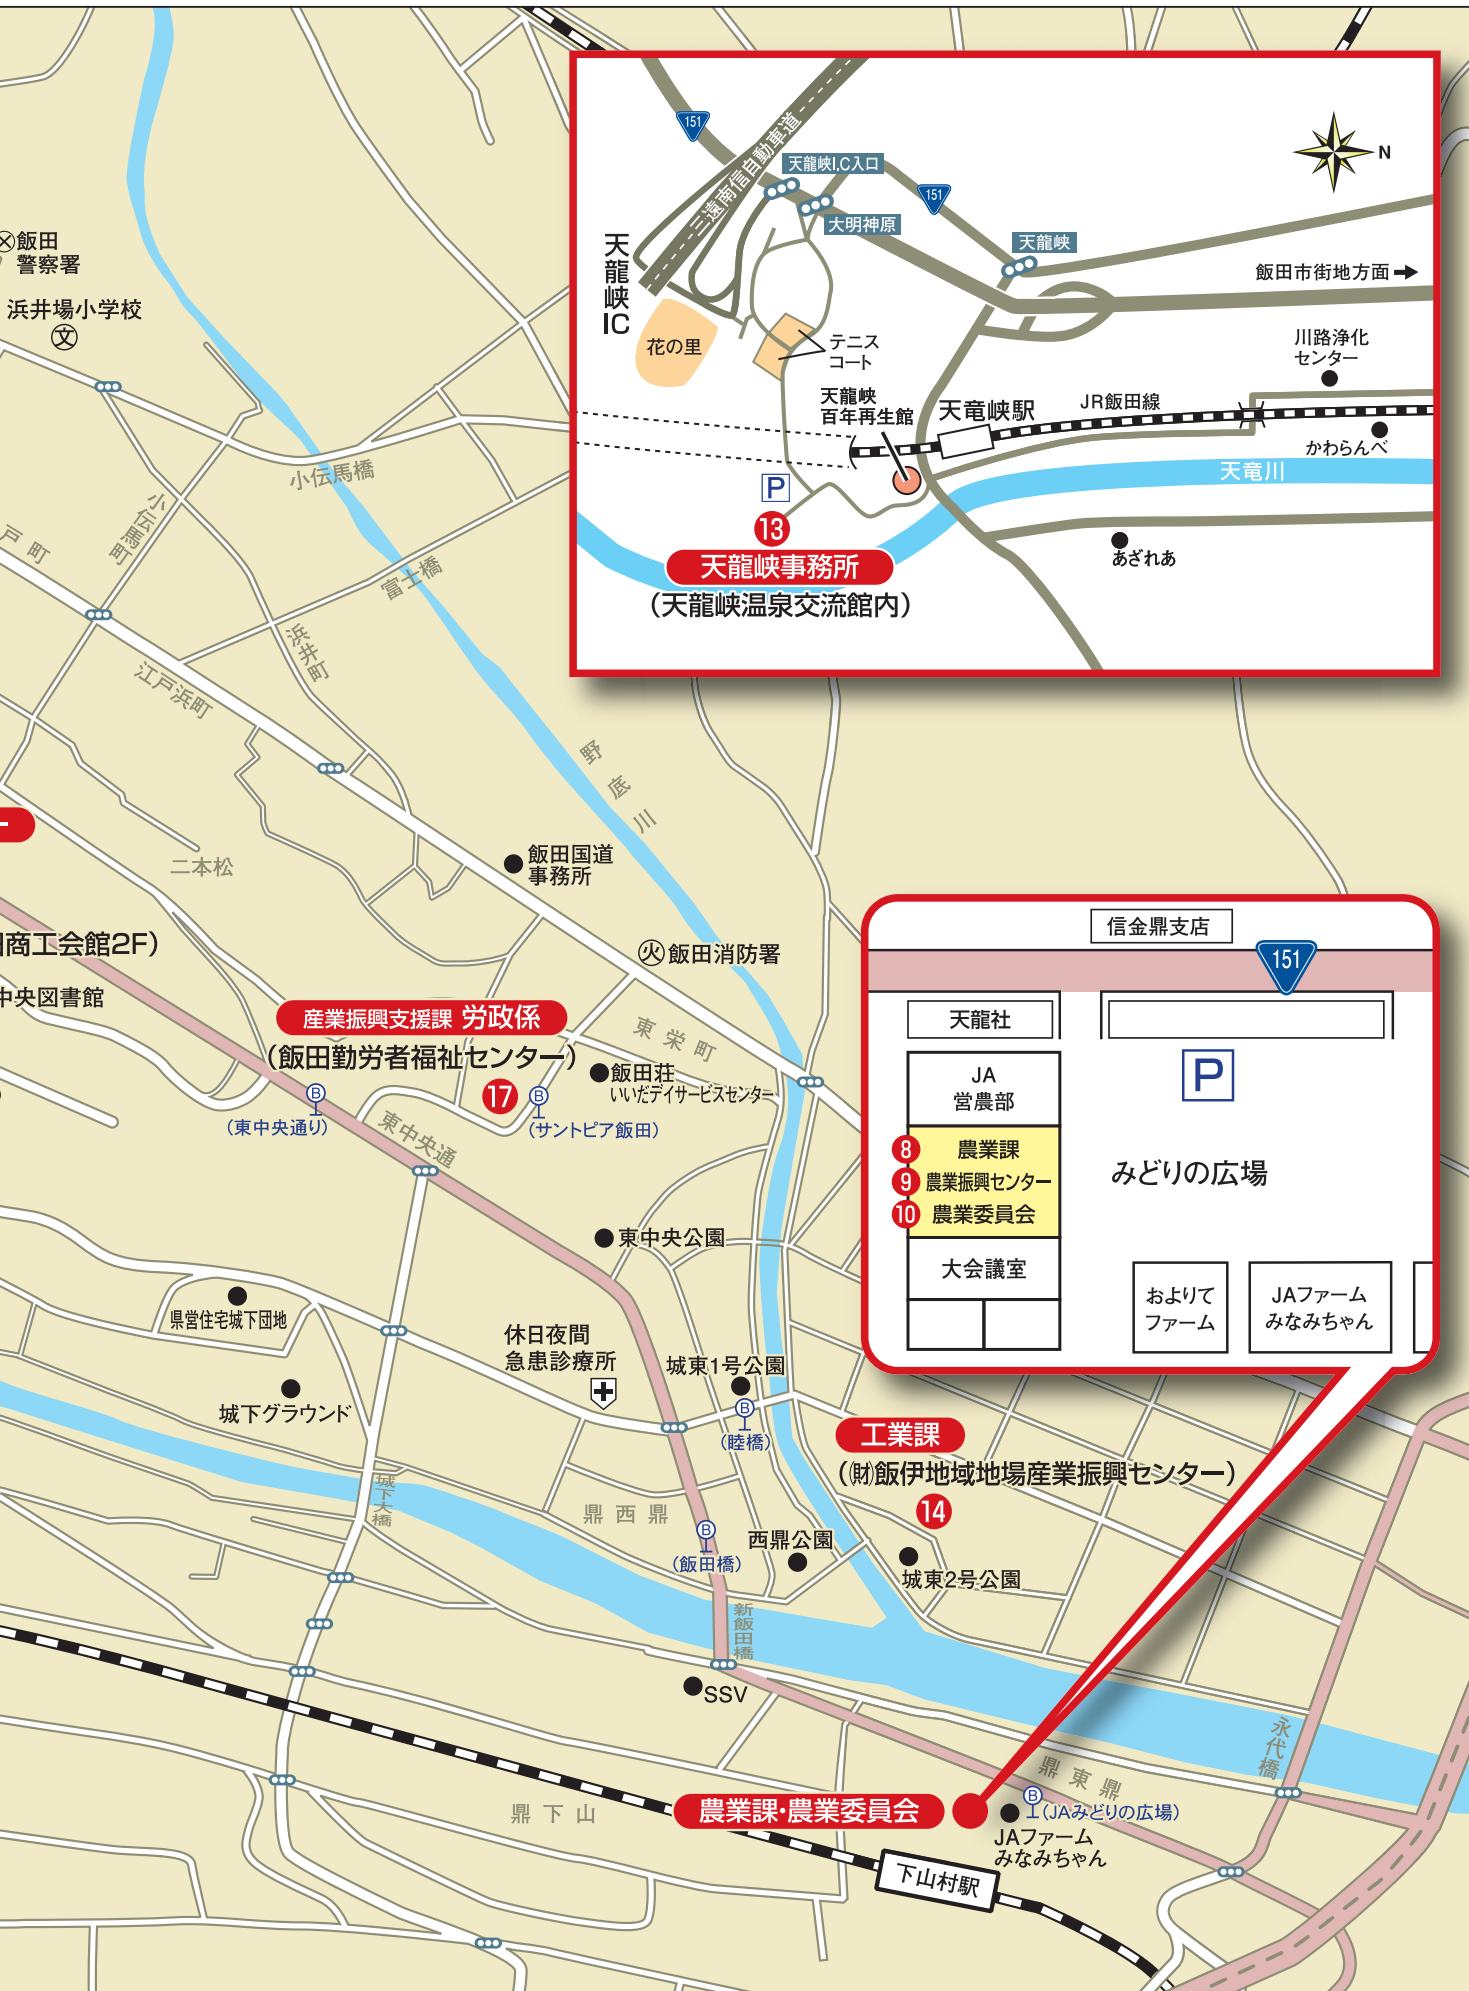 151
三遠南信自動車道
天龍峡I,C入口
151
大明神原
天龍峡
N
飯田市街地方面
天龍峡IC
花の里
テニス
コート
川路浄化
センター
天龍峡
百年再生館
天竜峡駅
JR飯田線
かわらんべ
天竜川
P
13
天龍峡事務所
（天龍峡温泉交流館内）
あざれあ
飯田
警察署
浜井場小学校
文
小伝馬橋
小伝馬町
戸町
富士橋
浜井町
江戸浜町
野底川
二本松
飯田国道
事務所
商工会館2F）
中央図書館
火
飯田消防署
産業振興支援課 労政係
（飯田勤労者福祉センター）
17
東栄町
飯田荘
いいだデイサービスセンター
B
（東中央通り）
B
（サントピア飯田）
東中央通
信金鼎支店
151
天龍社
JA
営農部
P
8 農業課
9 農業振興センター
10 農業委員会
みどりの広場
大会議室
およりて
ファーム
JAファーム
みなみちゃん
東中央公園
県営住宅城下団地
休日夜間
急患診療所
城東1号公園
城下グラウンド
B
（睦橋）
工業課
（㈶飯伊地域地場産業振興センター）
14
城下大橋
鼎西鼎
B
（飯田橋）
西鼎公園
城東2号公園
新飯田橋
SSV
永代橋
鼎東鼎
鼎下山
農業課・農業委員会
B
（JAみどりの広場）
JAファーム
みなみちゃん
下山村駅